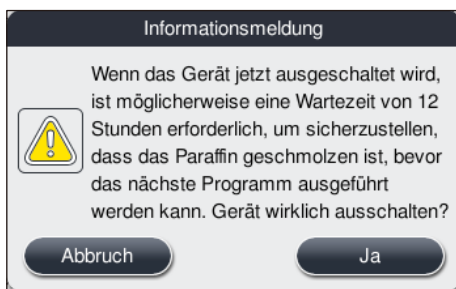 Informationsmeldung
Wenn das Gerät jetzt ausgeschaltet wird,
ist möglicherweise eine Wartezeit von 12
Stunden erforderlich, um sicherzustellen,
dass das Paraffin geschmolzen ist, bevor
das nächste Programm ausgeführt
werden kann. Gerät wirklich ausschalten?
Abbruch
Ja